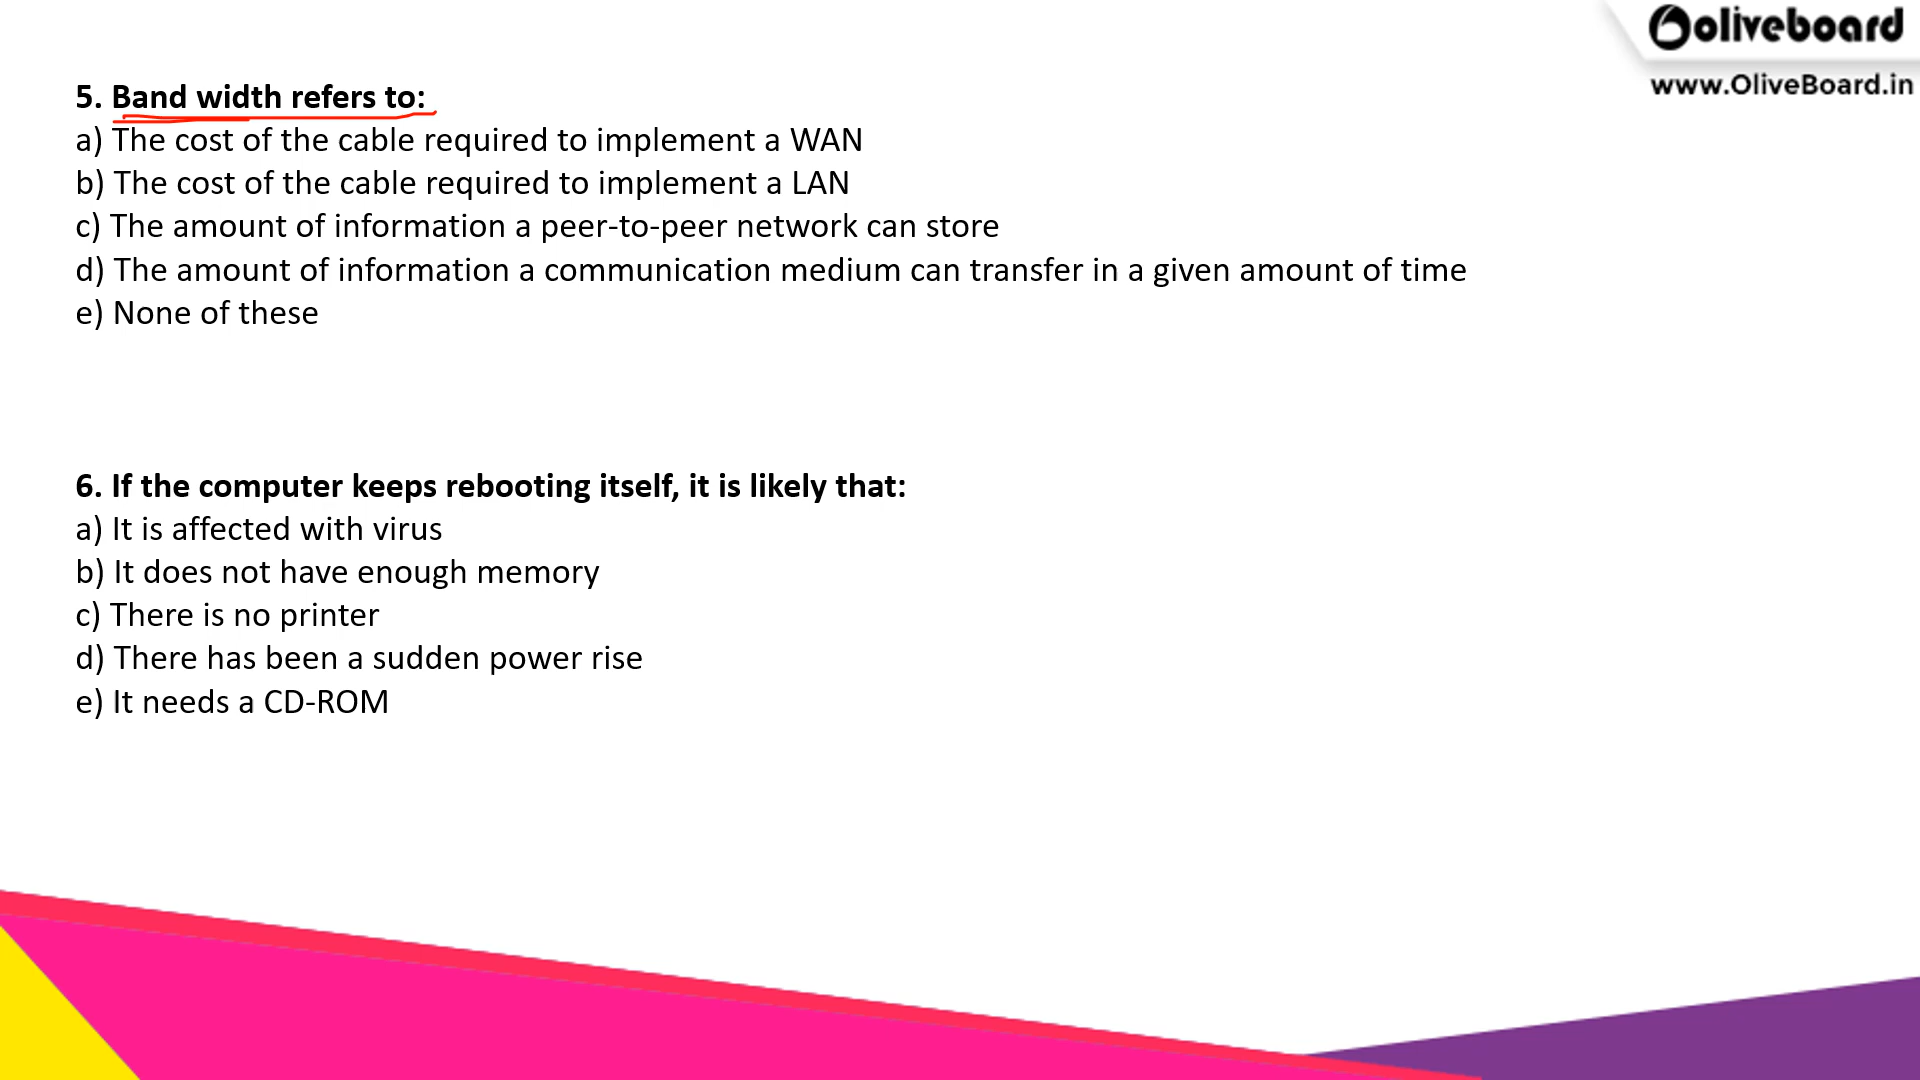 oliveboard
www.OliveBoard.in
5. Band width refers to:
a) The cost of the cable required to implement a WAN
b) The cost of the cable required to implement a LAN
c) The amount of information a peer-to-peer network can store
d) The amount of information a communication medium can transfer in a given amount of time
e) None of these
6. If the computer keeps rebooting itself, it is likely that:
a) It is affected with virus
b) It does not have enough memory
c) There is no printer
d) There has been a sudden power rise
e) It needs a CD-ROM